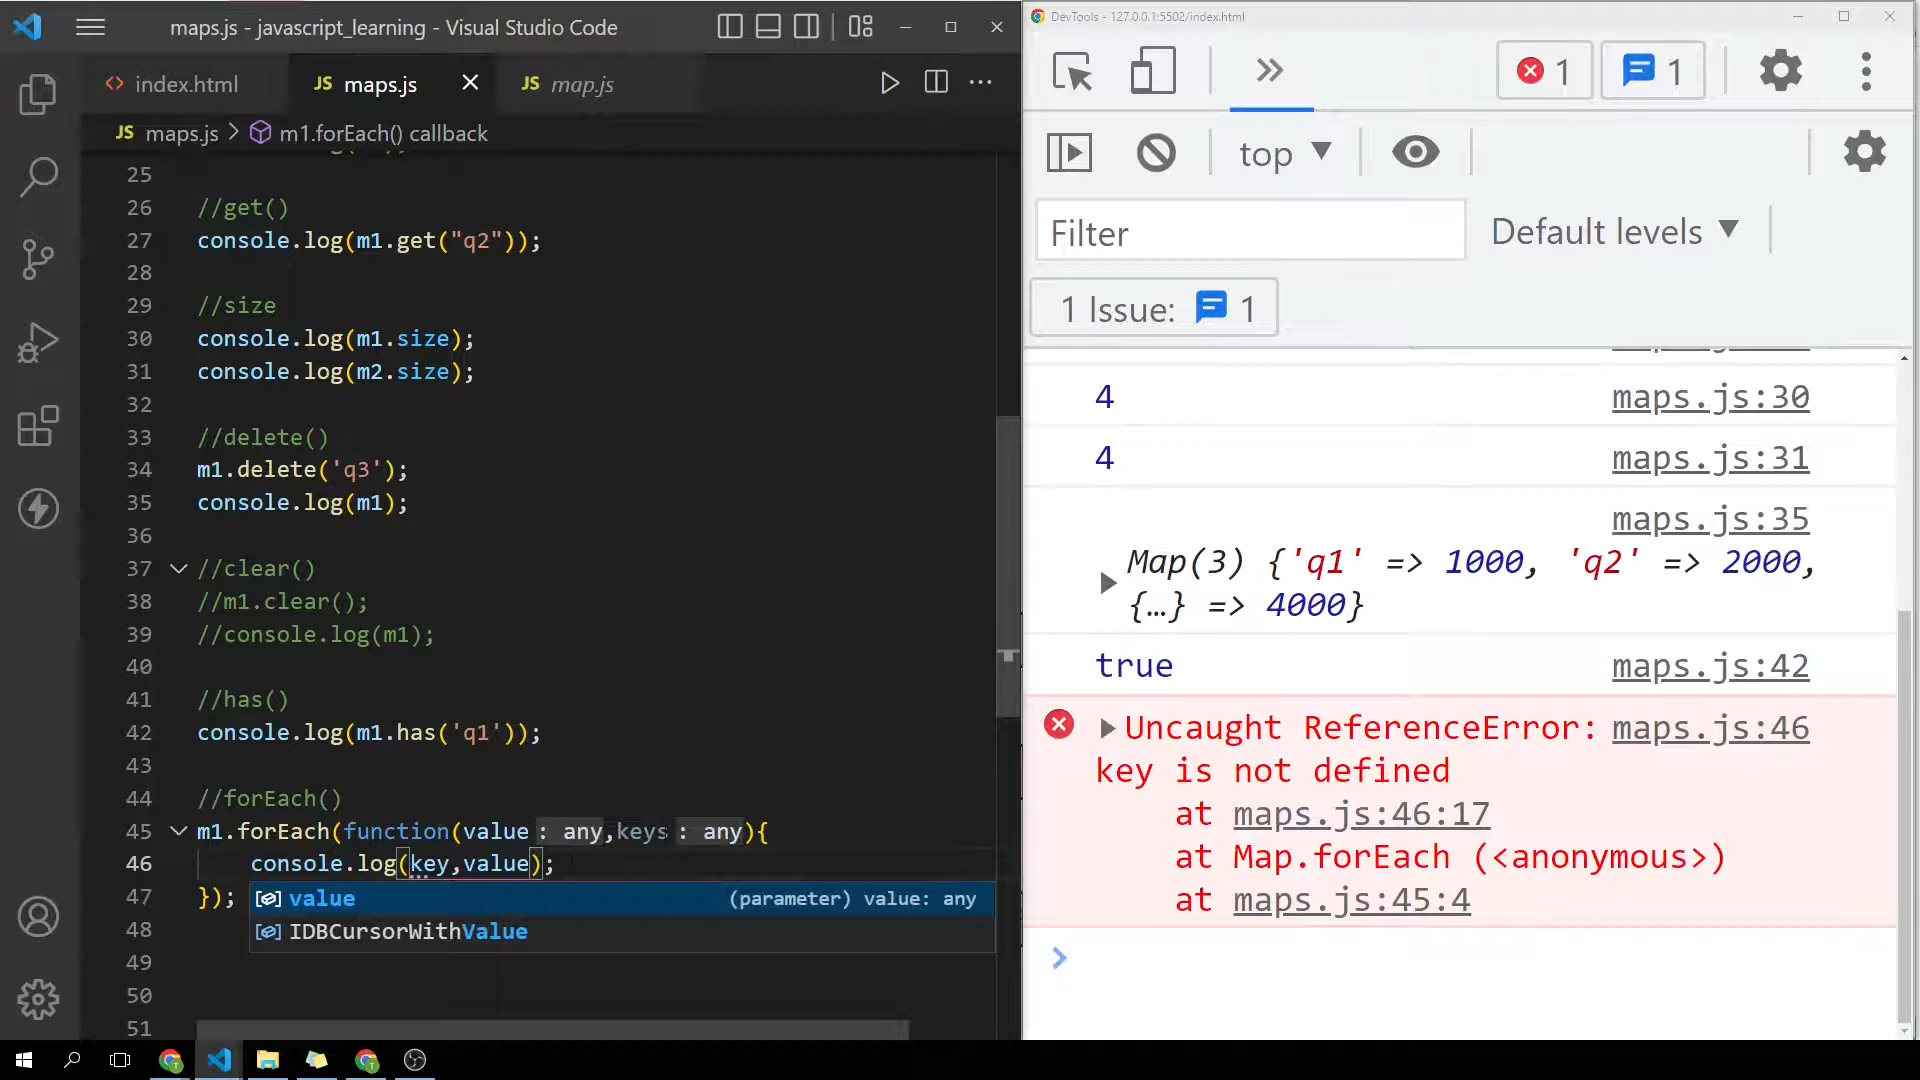 maps.js - javascript_learning - Visual Studio Code
index.html
JS maps.js
JS map.js
JS maps.js > m1.forEach() callback
25
26 //get()
27 console.log(m1.get("q2"));
28
29 //size
30 console.log(m1.size);
31 console.log(m2.size);
32
33 //delete()
34 m1.delete('q3');
35 console.log(m1);
36
37 //clear()
38 //m1.clear();
39 //console.log(m1);
40
41 //has()
42 console.log(m1.has('q1'));
43
44 //forEach()
45 m1.forEach(function(value: any,keys: any){
46 console.log(key,value);
47 });
value (parameter) value: any
48
IDBCursorWithValue
49
50
51
DevTools - 127.0.0.1:5502/index.html
1
1
top
Filter
Default levels
1 Issue: 1
4 maps.js:30
4 maps.js:31
maps.js:35
Map(3) {'q1' => 1000, 'q2' => 2000,
{…} => 4000}
true maps.js:42
Uncaught ReferenceError: maps.js:46
key is not defined
at maps.js:46:17
at Map.forEach (<anonymous>)
at maps.js:45:4